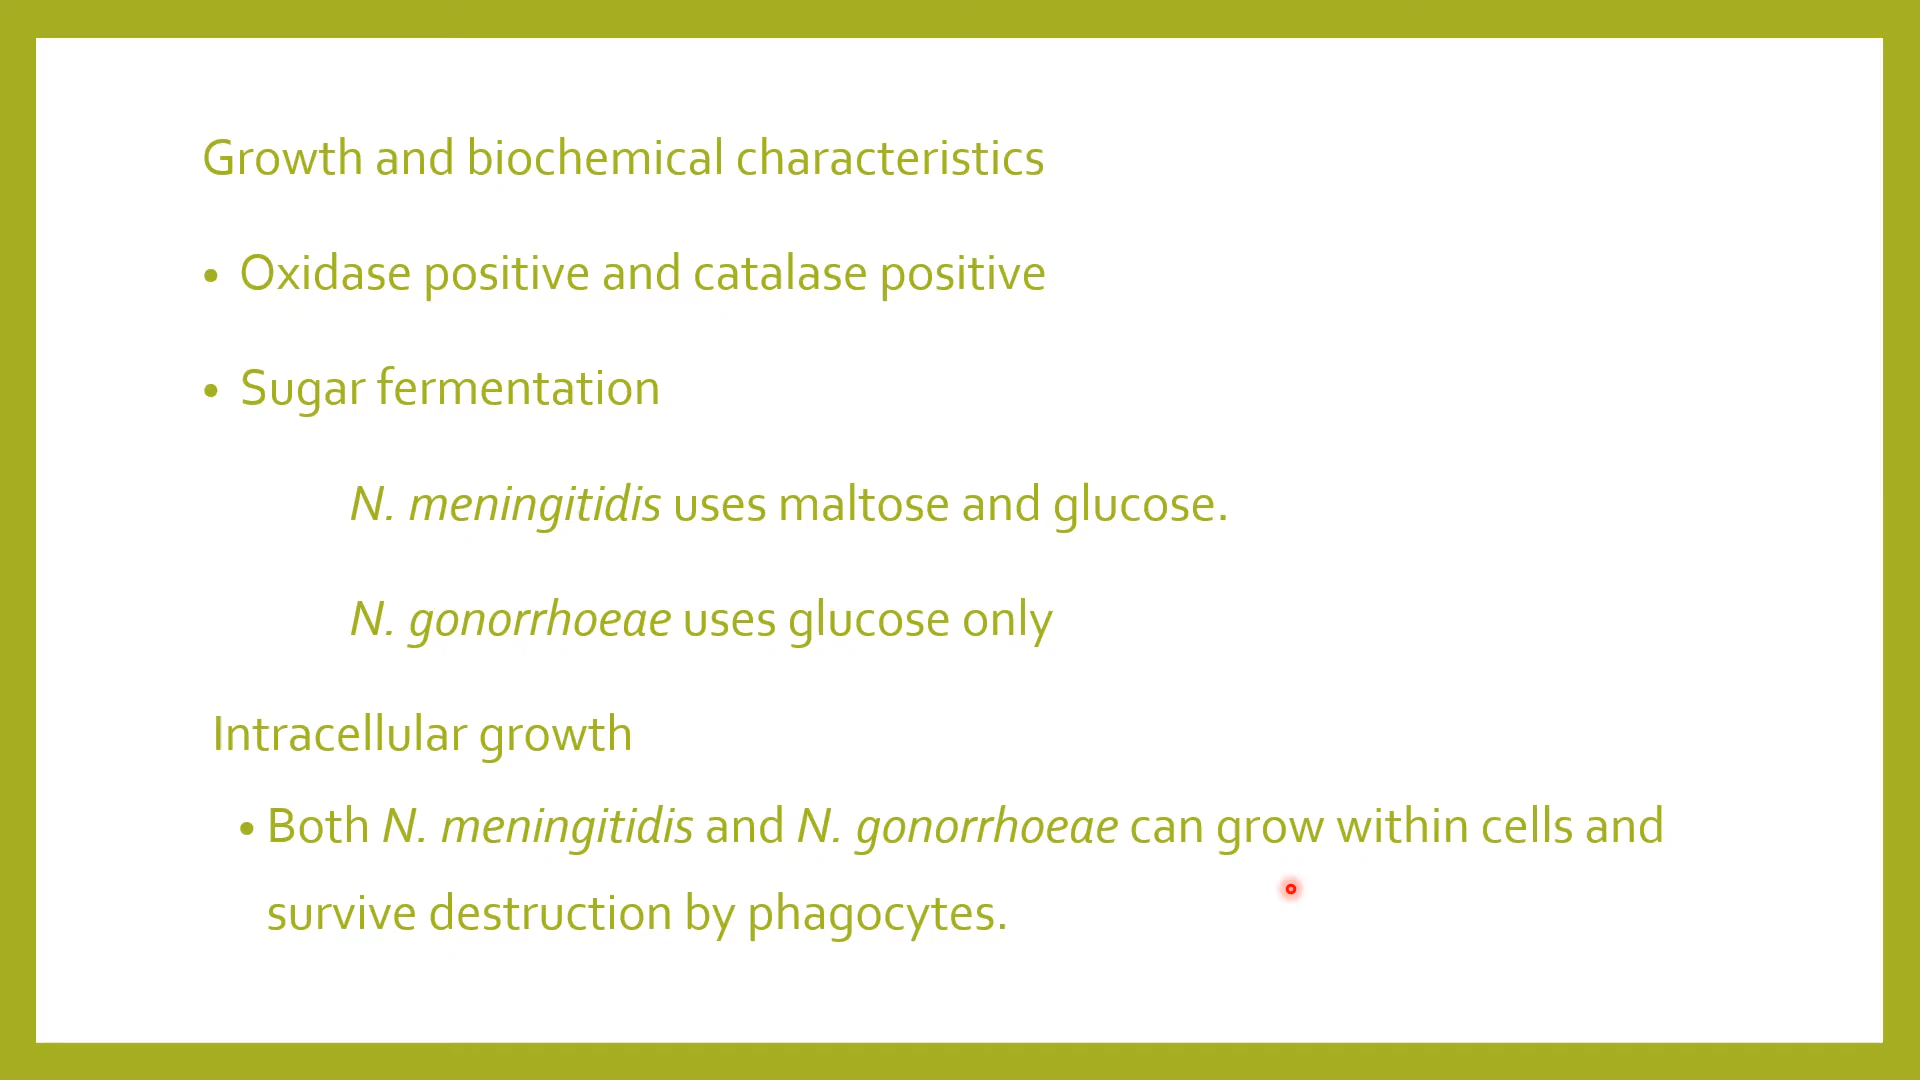 Growth and biochemical characteristics
• Oxidase positive and catalase positive
• Sugar fermentation
N. meningitidis uses maltose and glucose.
N. gonorrhoeae uses glucose only
Intracellular growth
• Both N. meningitidis and N. gonorrhoeae can grow within cells and
survive destruction by phagocytes.